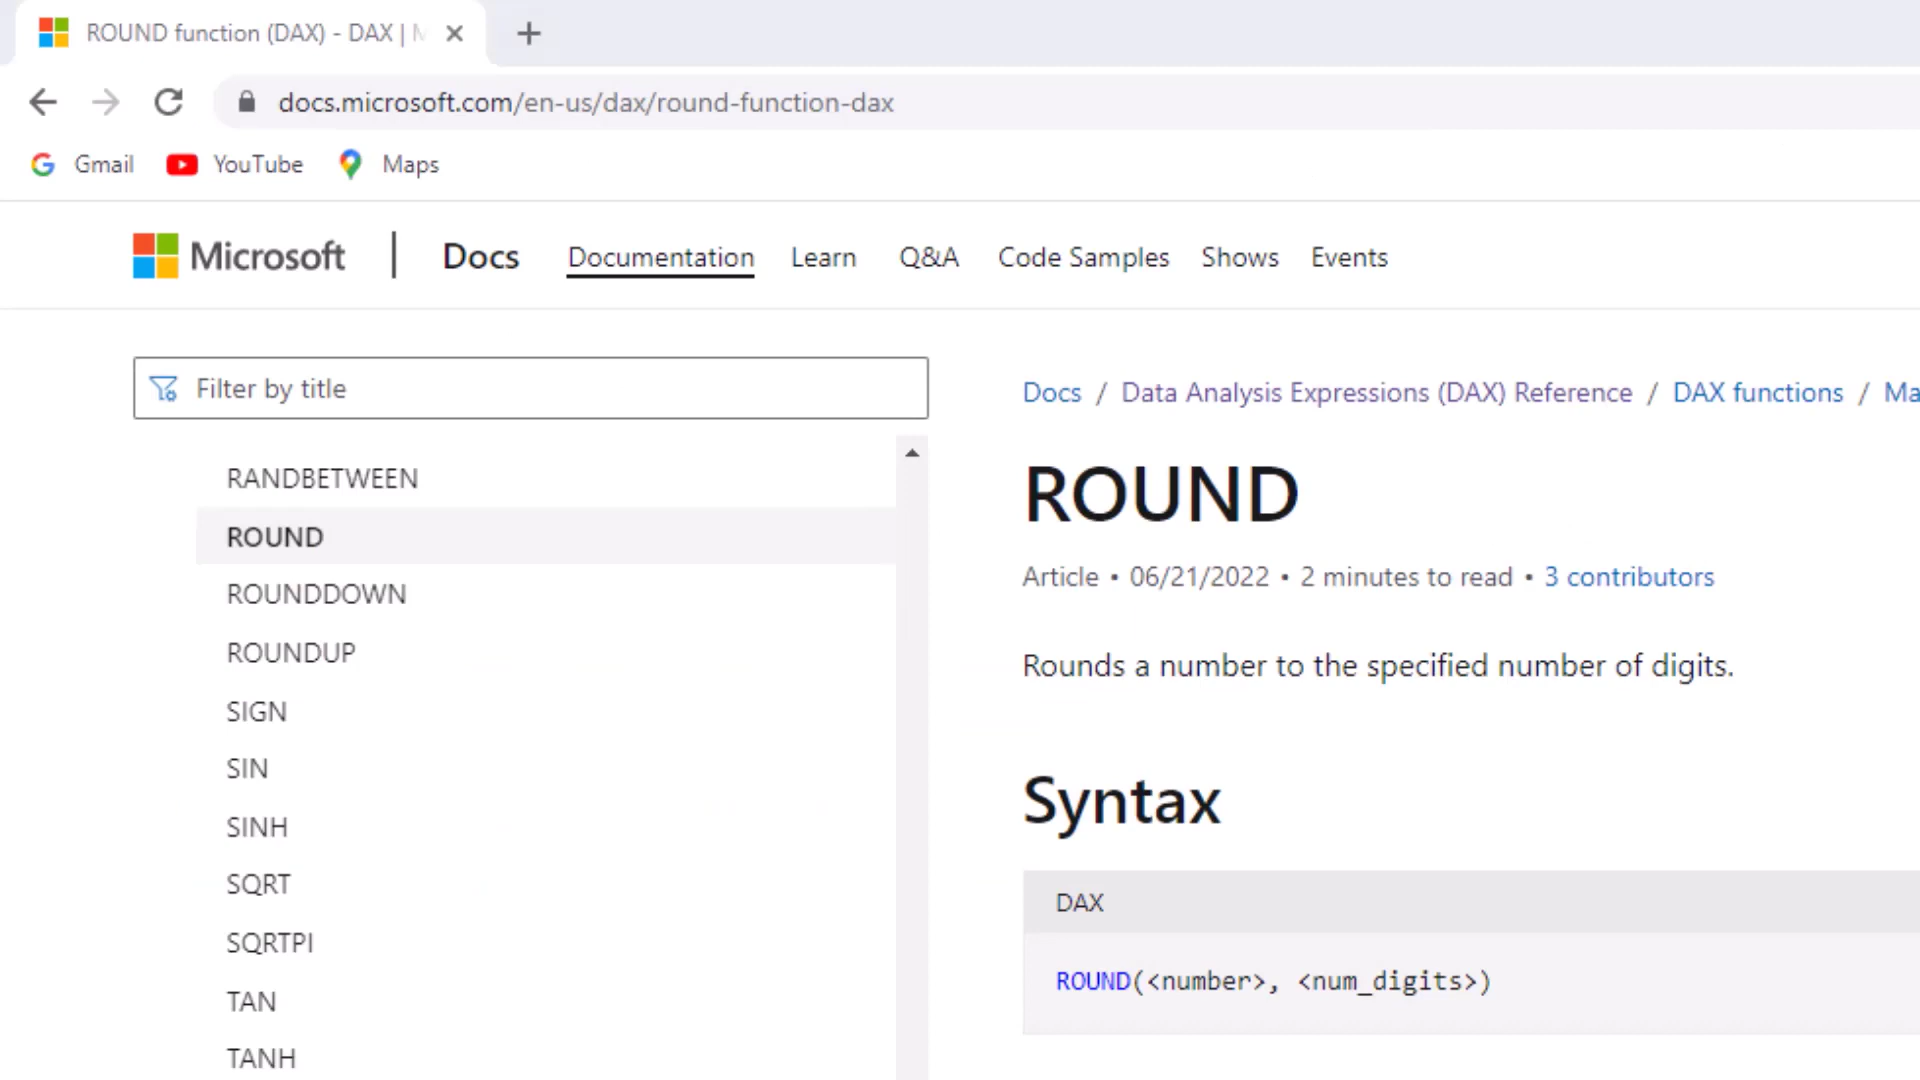 ROUND function (DAX) - DAX | M
docs.microsoft.com/en-us/dax/round-function-dax
Gmail YouTube Maps
Microsoft | Docs Documentation Learn Q&A Code Samples Shows Events
Filter by title
RANDBETWEEN
ROUND
ROUNDDOWN
ROUNDUP
SIGN
SIN
SINH
SQRT
SQRTPI
TAN
TANH
Docs / Data Analysis Expressions (DAX) Reference / DAX functions / Ma
ROUND
Article • 06/21/2022 • 2 minutes to read • 3 contributors
Rounds a number to the specified number of digits.
Syntax
DAX
ROUND(<number>, <num_digits>)